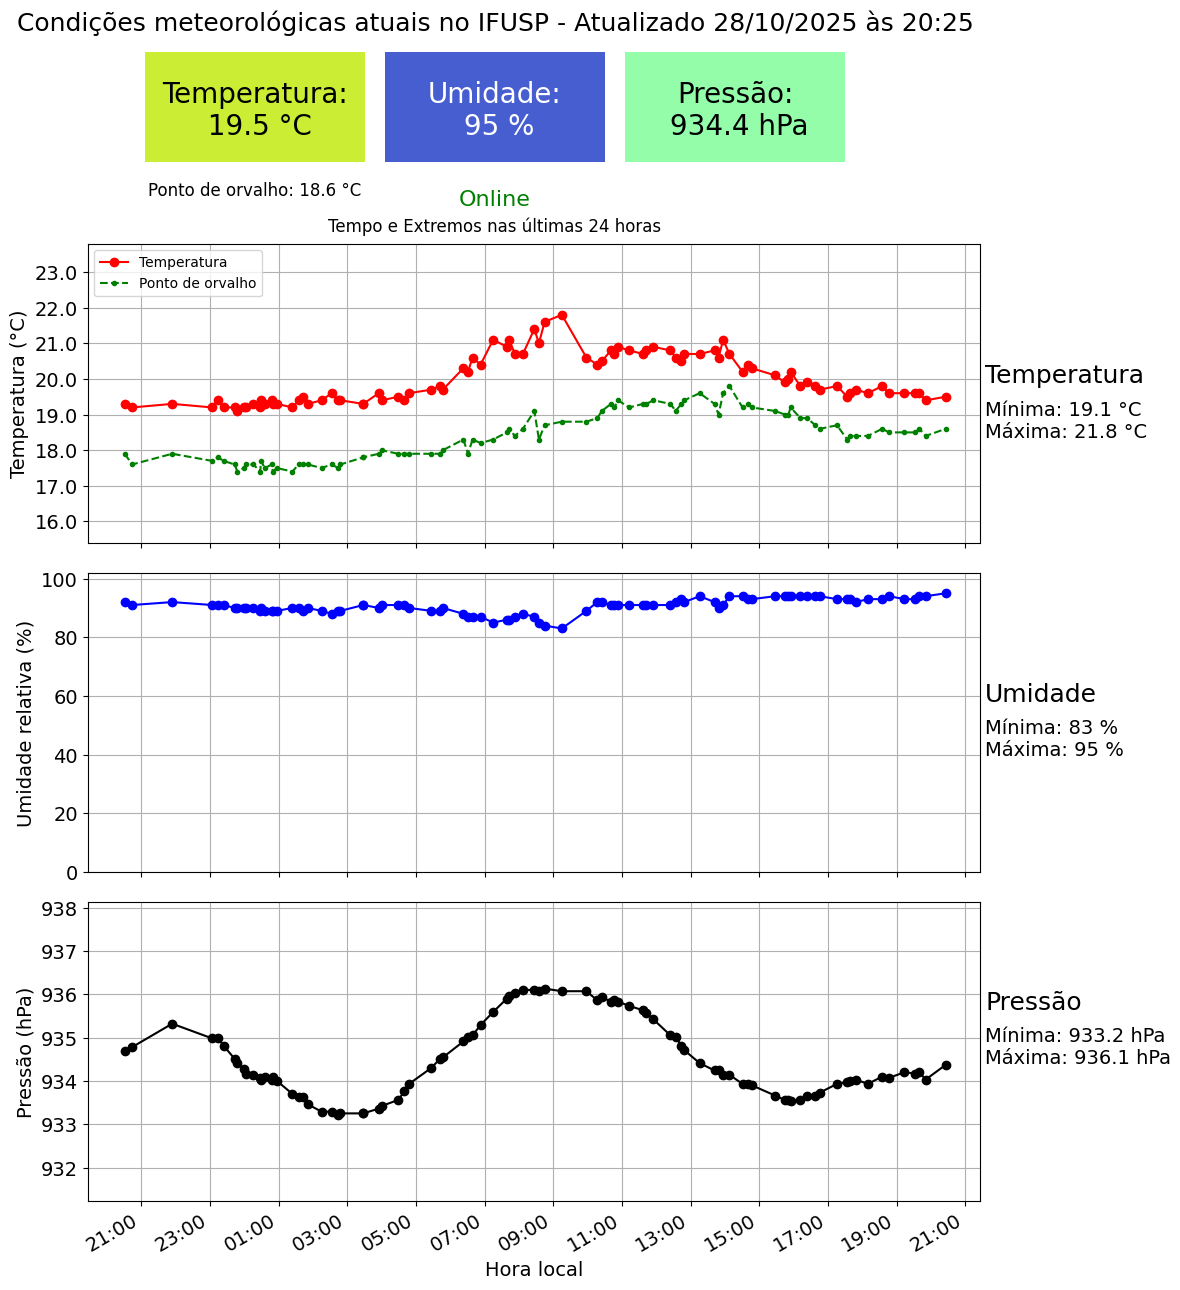 Condições meteorológicas atuais no IFUSP - Atualizado 28/10/2025 às 20:25
Temperatura:
19.5 °C
Umidade:
95 %
Pressão:
934.4 hPa
Ponto de orvalho: 18.6 °C
Online
Tempo e Extremos nas últimas 24 horas
Temperatura
Ponto de orvalho
Temperatura (°C)
23.0
22.0
21.0
20.0
19.0
18.0
17.0
16.0
Temperatura
Mínima: 19.1 °C
Máxima: 21.8 °C
Umidade relativa (%)
100
80
60
40
20
0
Umidade
Mínima: 83 %
Máxima: 95 %
Pressão (hPa)
938
937
936
935
934
933
932
Pressão
Mínima: 933.2 hPa
Máxima: 936.1 hPa
21:00 23:00 01:00 03:00 05:00 07:00 09:00 11:00 13:00 15:00 17:00 19:00 21:00
Hora local